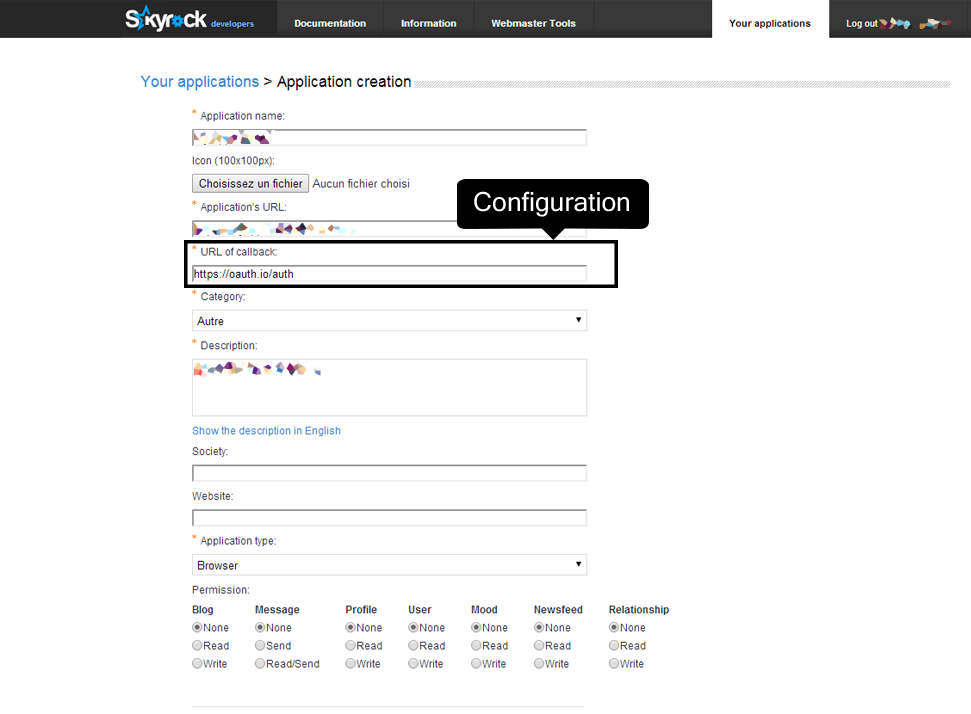 Skyrock developers Documentation Information Webmaster Tools Your applications Log out
Your applications > Application creation
* Application name:
Icon (100x100px):
Choisissez un fichier Aucun fichier choisi
* Application's URL:
Configuration
* URL of callback:
https://oauth.io/auth
* Category:
Autre
* Description:
Show the description in English
Society:
Website:
* Application type:
Browser
Permission:
Blog Message Profile User Mood Newsfeed Relationship
None None None None None None None
Read Send Read Read Read Read Read
Write Read/Send Write Write Write Write Write